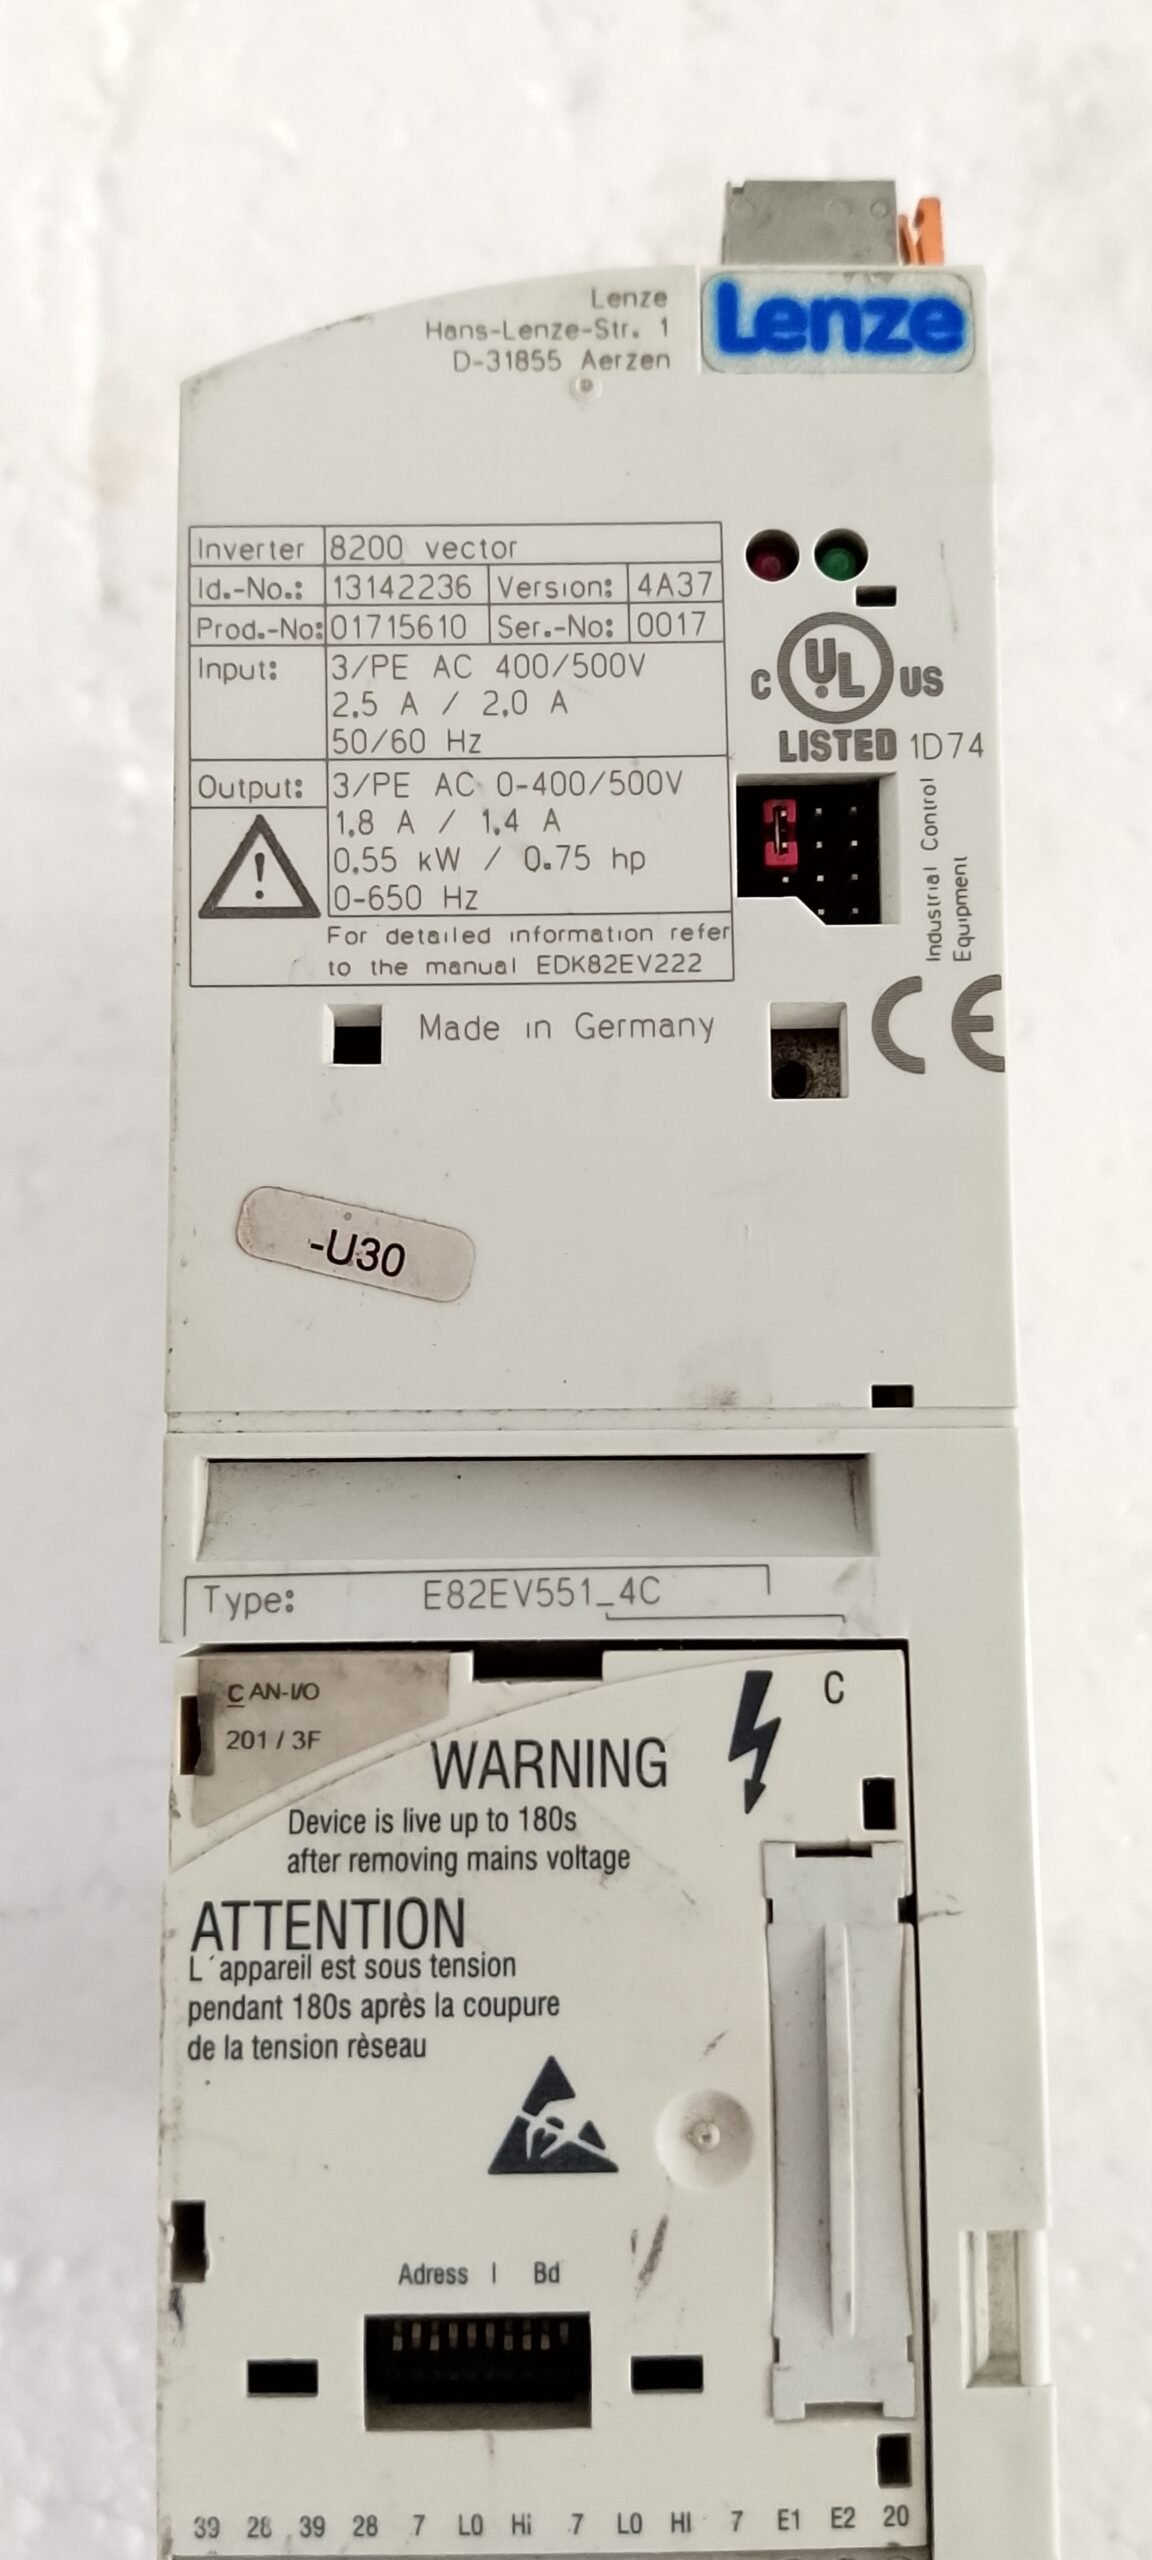 Lenze
Hans-Lenze-Str. 1
D-31855 Aerzen
Lenze
Inverter 8200 vector
Id.-No.: 13142236 Version: 4A37
Prod.-No: 01715610 Ser.-No: 0017
Input: 3/PE AC 400/500V
2.5 A / 2.0 A
50/60 Hz
Output: 3/PE AC 0-400/500V
1.8 A / 1.4 A
0.55 kW / 0.75 hp
0-650 Hz
For detailed information refer
to the manual EDK82EV222
C UL US
LISTED 1D74
Industrial Control
Equipment
Made in Germany
CE
-U30
Type: E82EV551_4C
CAN-I/O
201 / 3F
C
WARNING
Device is live up to 180s
after removing mains voltage
ATTENTION
L´appareil est sous tension
pendant 180s après la coupure
de la tension rèseau
Adress | Bd
39 28 39 28 7 LO Hi 7 LO HI 7 E1 E2 20